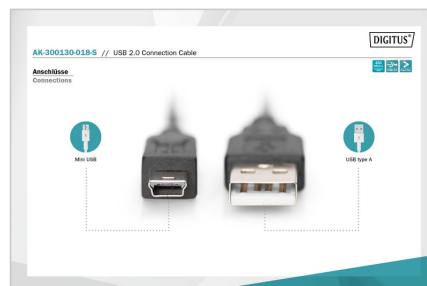 DIGITUS®
AK-300130-018-S // USB 2.0 Connection Cable
Anschlüsse
Connections
Mini USB
USB type A